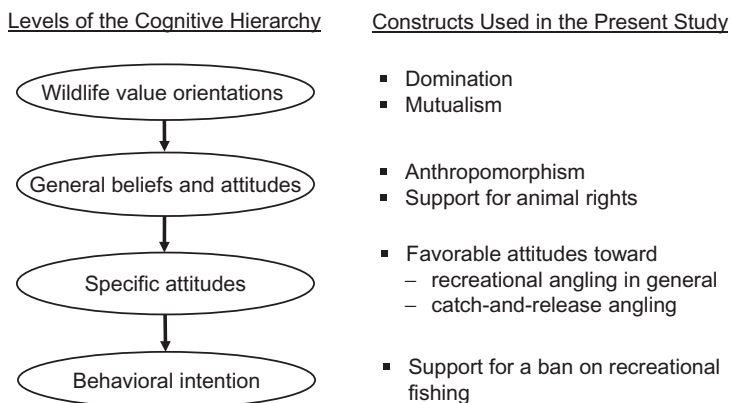 Levels of the Cognitive Hierarchy
Constructs Used in the Present Study
Wildlife value orientations
▪ Domination
▪ Mutualism
General beliefs and attitudes
▪ Anthropomorphism
▪ Support for animal rights
Specific attitudes
▪ Favorable attitudes toward
– recreational angling in general
– catch-and-release angling
Behavioral intention
▪ Support for a ban on recreational
fishing